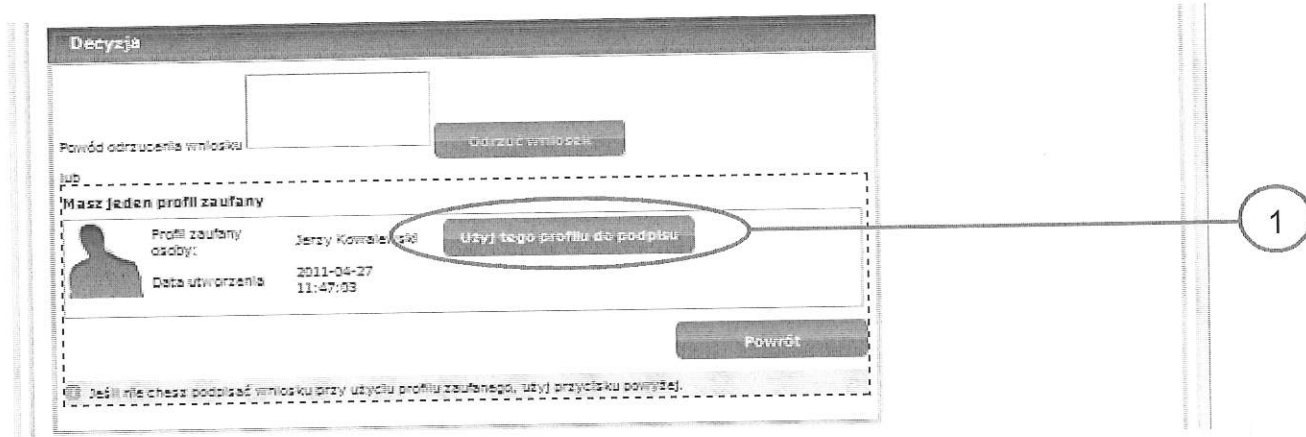 Decyzja
Powód odrzucenia wniosku
Odrzuć wniosek
lub
Masz jeden profil zaufany
Profil zaufany osoby:
Jerzy Kowalewski
Użyj tego profilu do podpisu
1
Data utworzenia
2011-04-27
11:47:03
Powrót
Jeśli nie chesz podpisać wniosku przy użyciu profilu zaufanego, użyj przycisku powyżej.